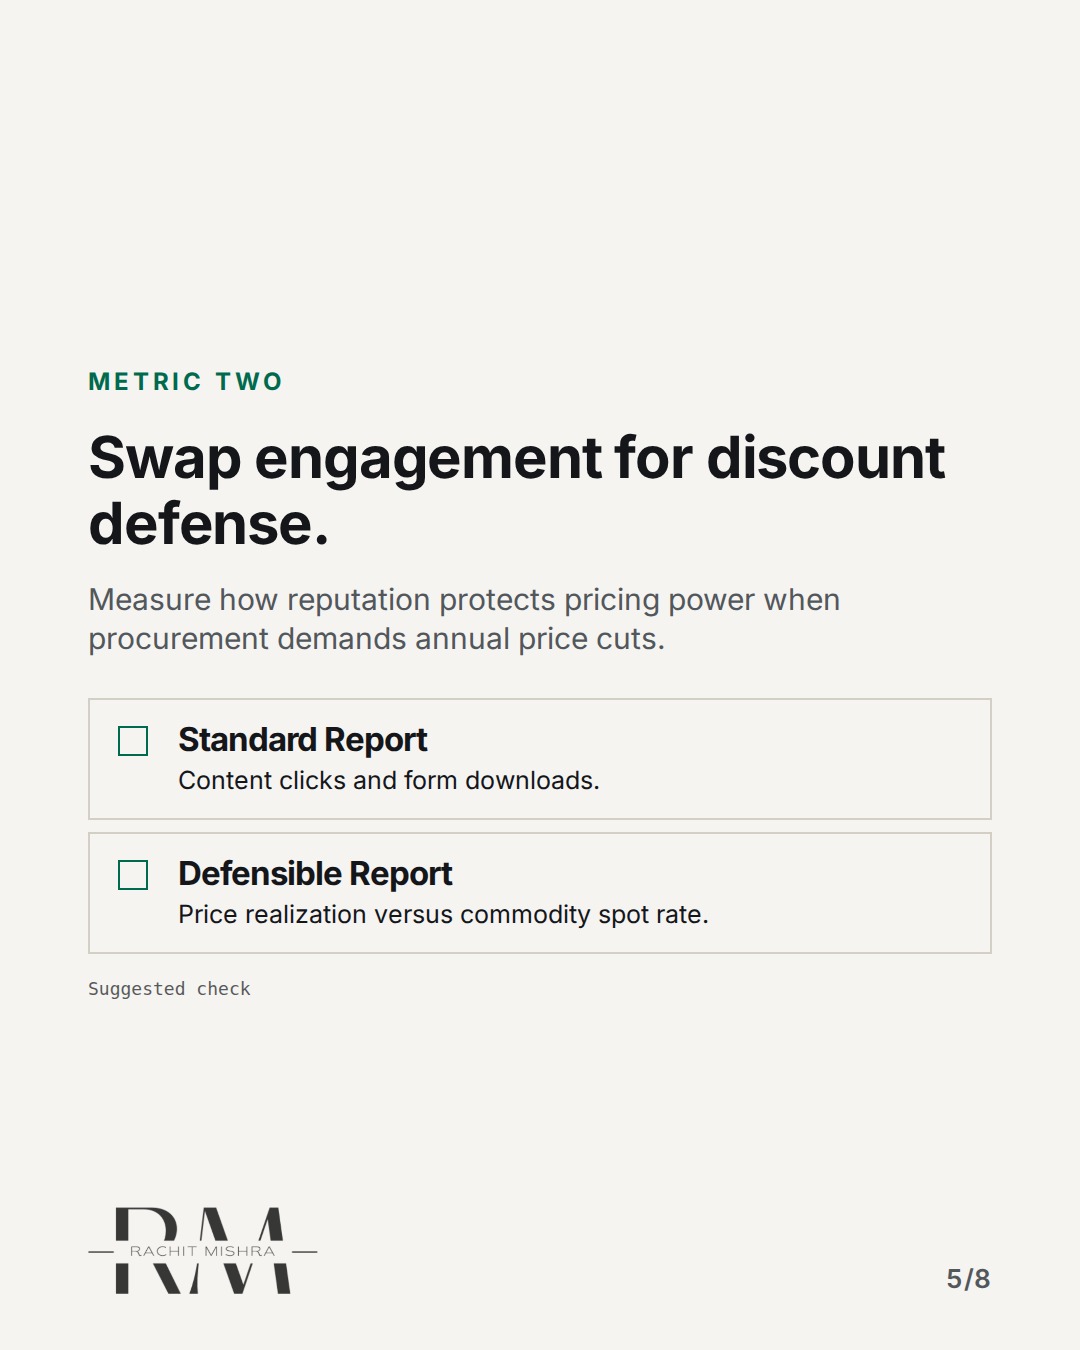 METRIC TWO
Swap engagement for discount
defense.
Measure how reputation protects pricing power when
procurement demands annual price cuts.
Standard Report
Content clicks and form downloads.
Defensible Report
Price realization versus commodity spot rate.
Suggested check
RM
RACHIT MISHRA
5/8